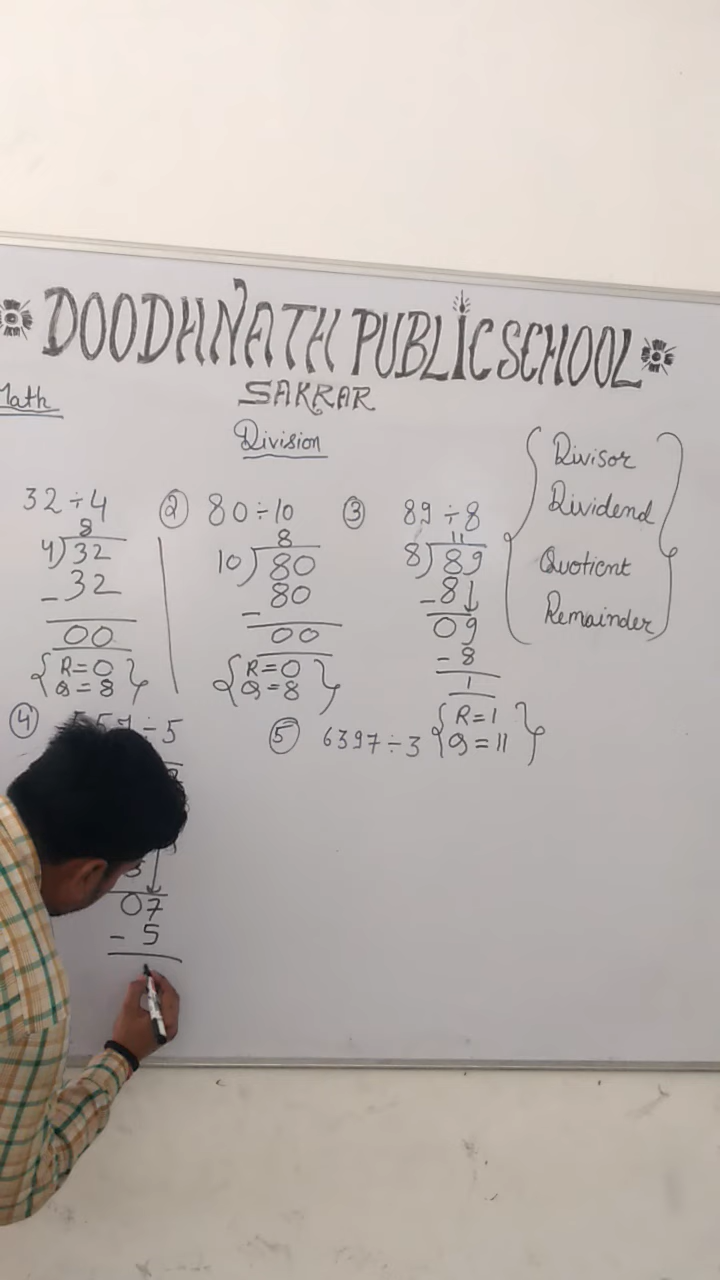 DOODHNATH PUBLIC SCHOOL
SAKRAR
Math
Division
32÷4
8
4)32
-32
00
{R=0
Q=8}
② 80÷10
8
10)80
- 80
00
{R=0
Q=8}
③ 89÷8
11
8)89
-8↓
09
-8
1
{R=1
Q=11}
{Divisor
Dividend
Quotient
Remainder}
④
÷5
07
- 5
⑤ 6397÷3